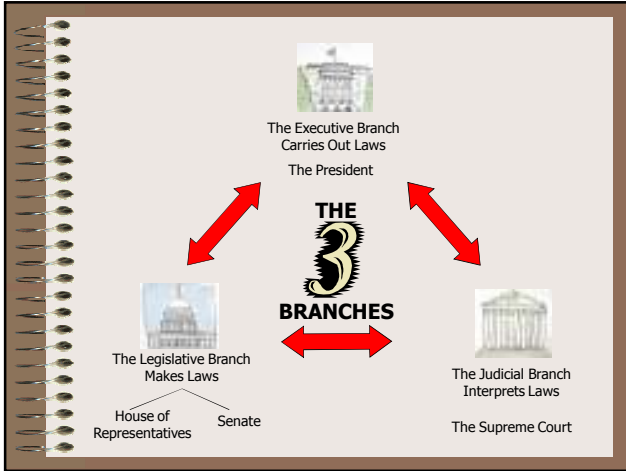 The Executive Branch
Carries Out Laws
The President
THE
3
BRANCHES
The Legislative Branch
Makes Laws
House of
Representatives
Senate
The Judicial Branch
Interprets Laws
The Supreme Court